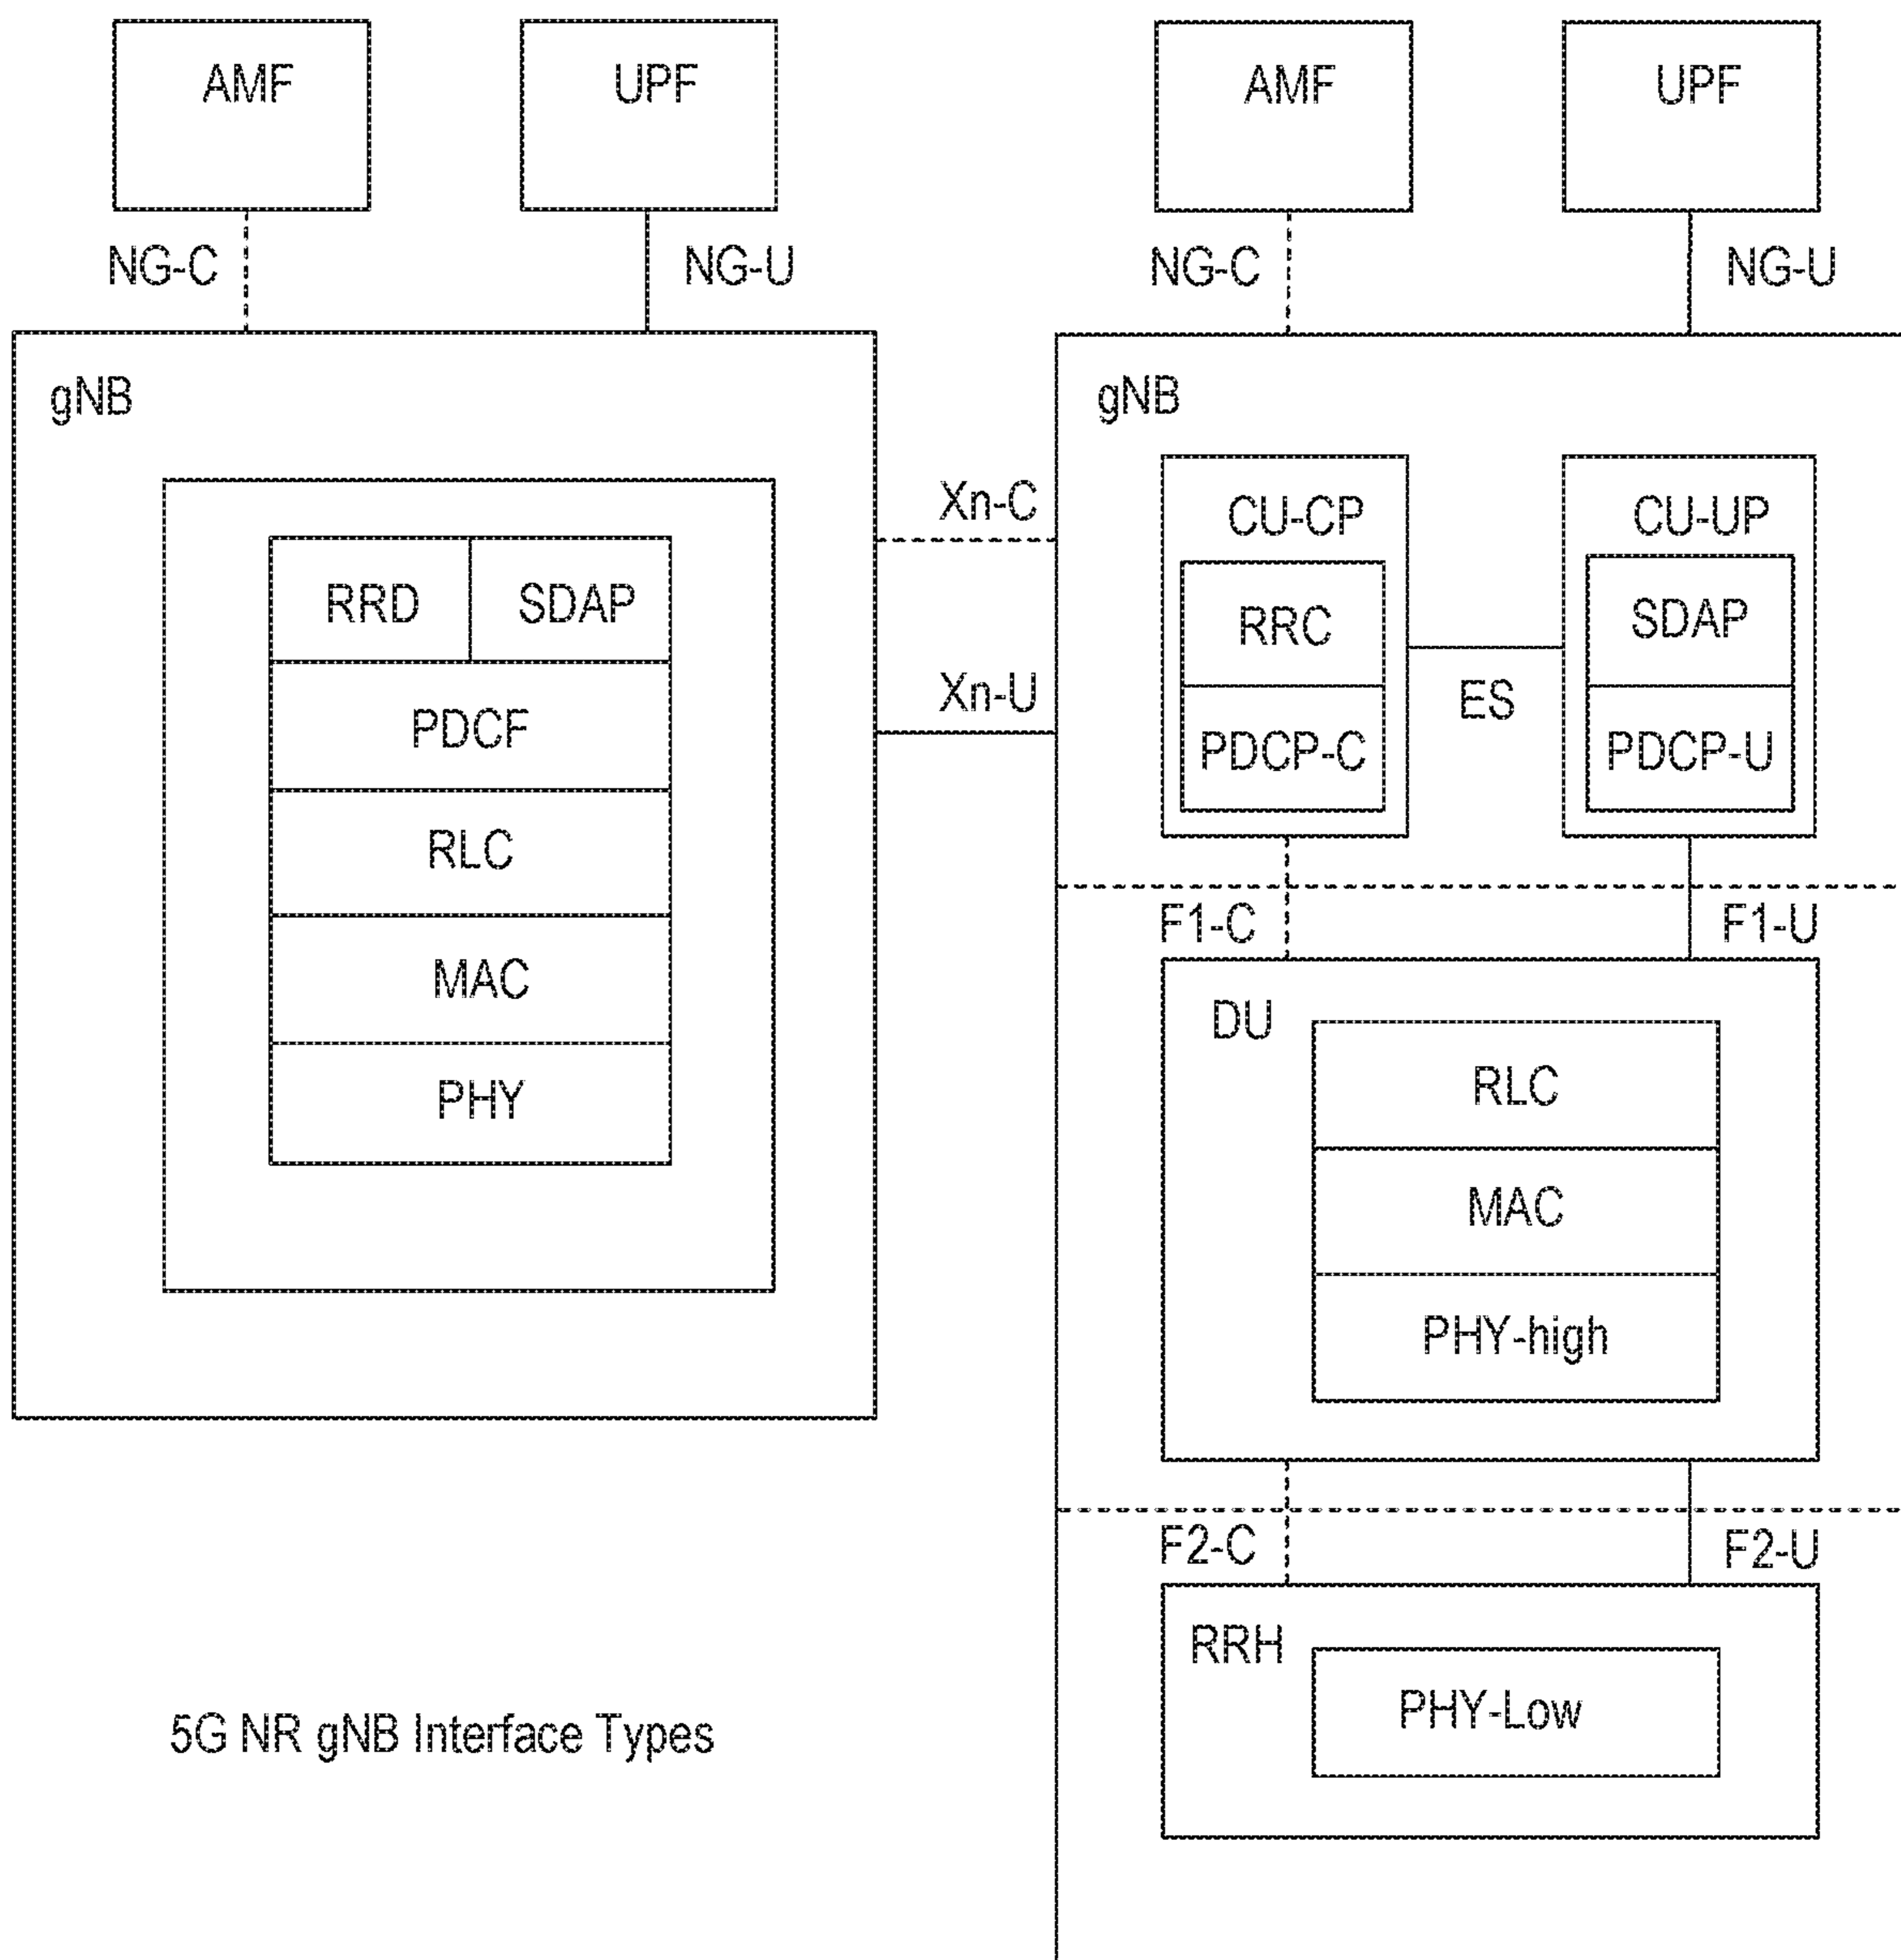 AMF
UPF
AMF
UPF
NG-C
NG-U
NG-C
NG-U
gNB
RRD
SDAP
PDCF
RLC
MAC
PHY
Xn-C
Xn-U
gNB
CU-CP
RRC
PDCP-C
ES
CU-UP
SDAP
PDCP-U
F1-C
F1-U
DU
RLC
MAC
PHY-high
F2-C
F2-U
RRH
PHY-Low
5G NR gNB Interface Types